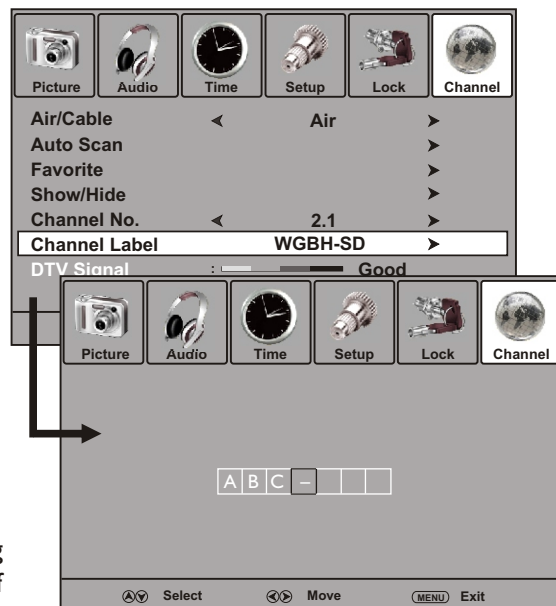 Picture Audio Time Setup Lock Channel
Air/Cable Air
Auto Scan
Favorite
Show/Hide
Channel No. 2.1
Channel Label WGBH-SD
DTV Signal : Good
Picture Audio Time Setup Lock Channel
A B C –
Select Move MENU Exit